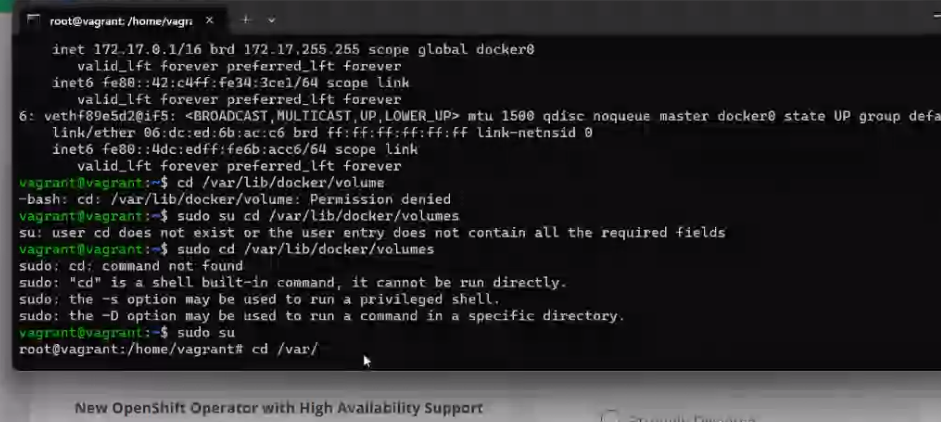 root@vagrant: /home/vagra
inet 172.17.0.1/16 brd 172.17.255.255 scope global docker0
valid_lft forever preferred_lft forever
inet6 fe80::42:c4ff:fe34:3ce1/64 scope link
valid_lft forever preferred_lft forever
6: vethf89e5d2@if5: <BROADCAST,MULTICAST,UP,LOWER_UP> mtu 1500 qdisc noqueue master docker0 state UP group defa
link/ether 06:dc:ed:6b:ac:c6 brd ff:ff:ff:ff:ff:ff link-netnsid 0
inet6 fe80::4dc:edff:fe6b:acc6/64 scope link
valid_lft forever preferred_lft forever
vagrant@vagrant:~$ cd /var/lib/docker/volume
-bash: cd: /var/lib/docker/volume: Permission denied
vagrant@vagrant:~$ sudo su cd /var/lib/docker/volumes
su: user cd does not exist or the user entry does not contain all the required fields
vagrant@vagrant:~$ sudo cd /var/lib/docker/volumes
sudo: cd: command not found
sudo: "cd" is a shell built-in command, it cannot be run directly.
sudo: the -s option may be used to run a privileged shell.
sudo: the -D option may be used to run a command in a specific directory.
vagrant@vagrant:~$ sudo su
root@vagrant:/home/vagrant# cd /var/
New OpenShift Operator with High Availability Support